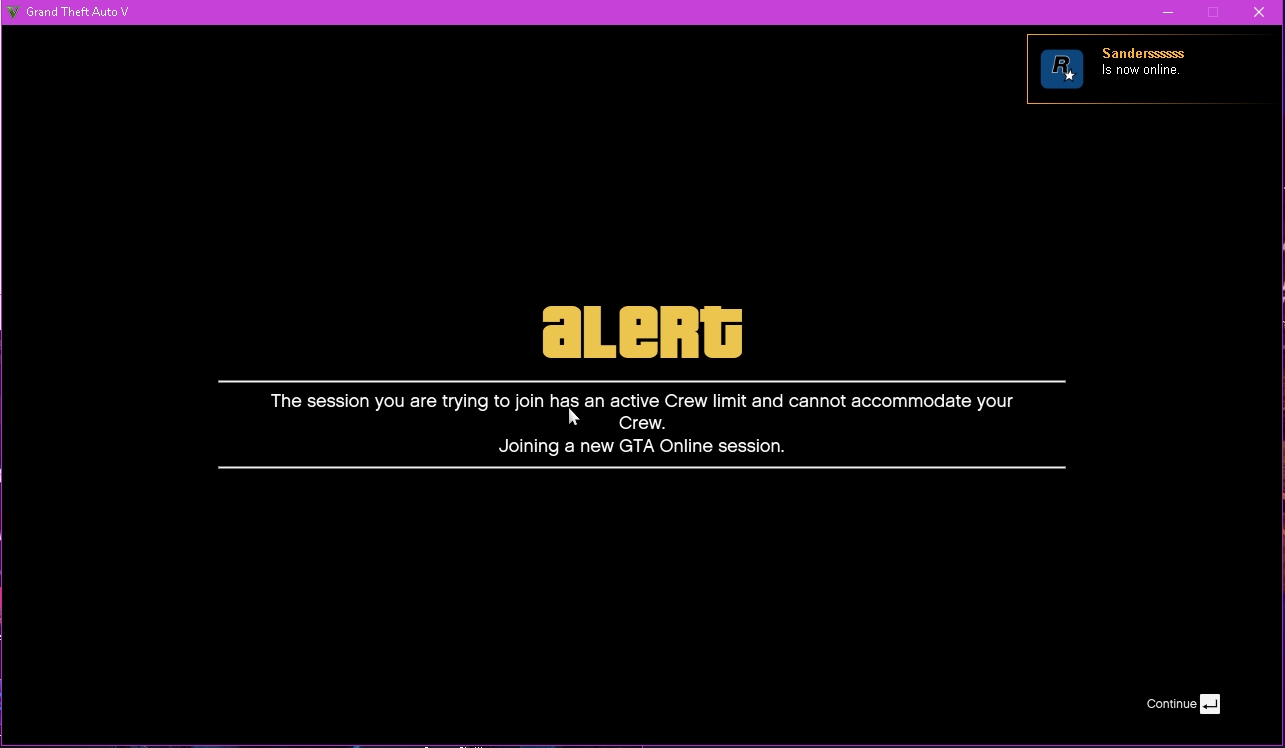 Grand Theft Auto V
Sanderssssss
Is now online.
ALERT
The session you are trying to join has an active Crew limit and cannot accommodate your
Crew.
Joining a new GTA Online session.
Continue